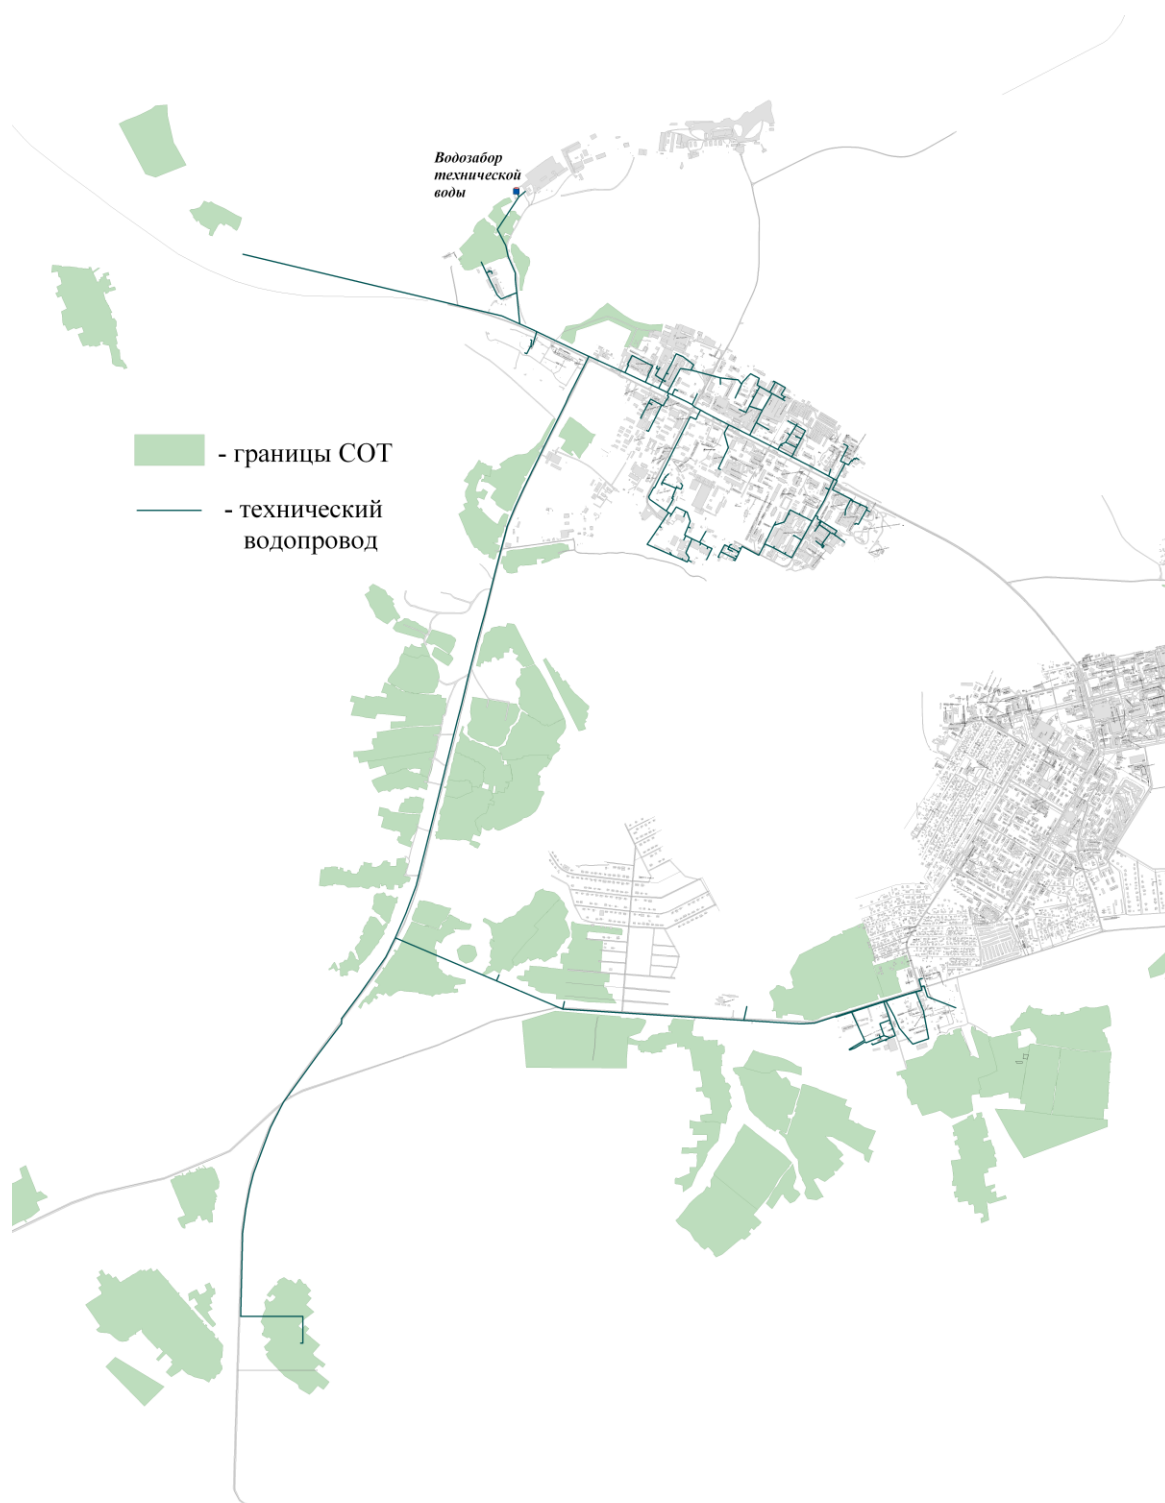 Водозабор
технической
воды
- границы СОТ
- технический
водопровод